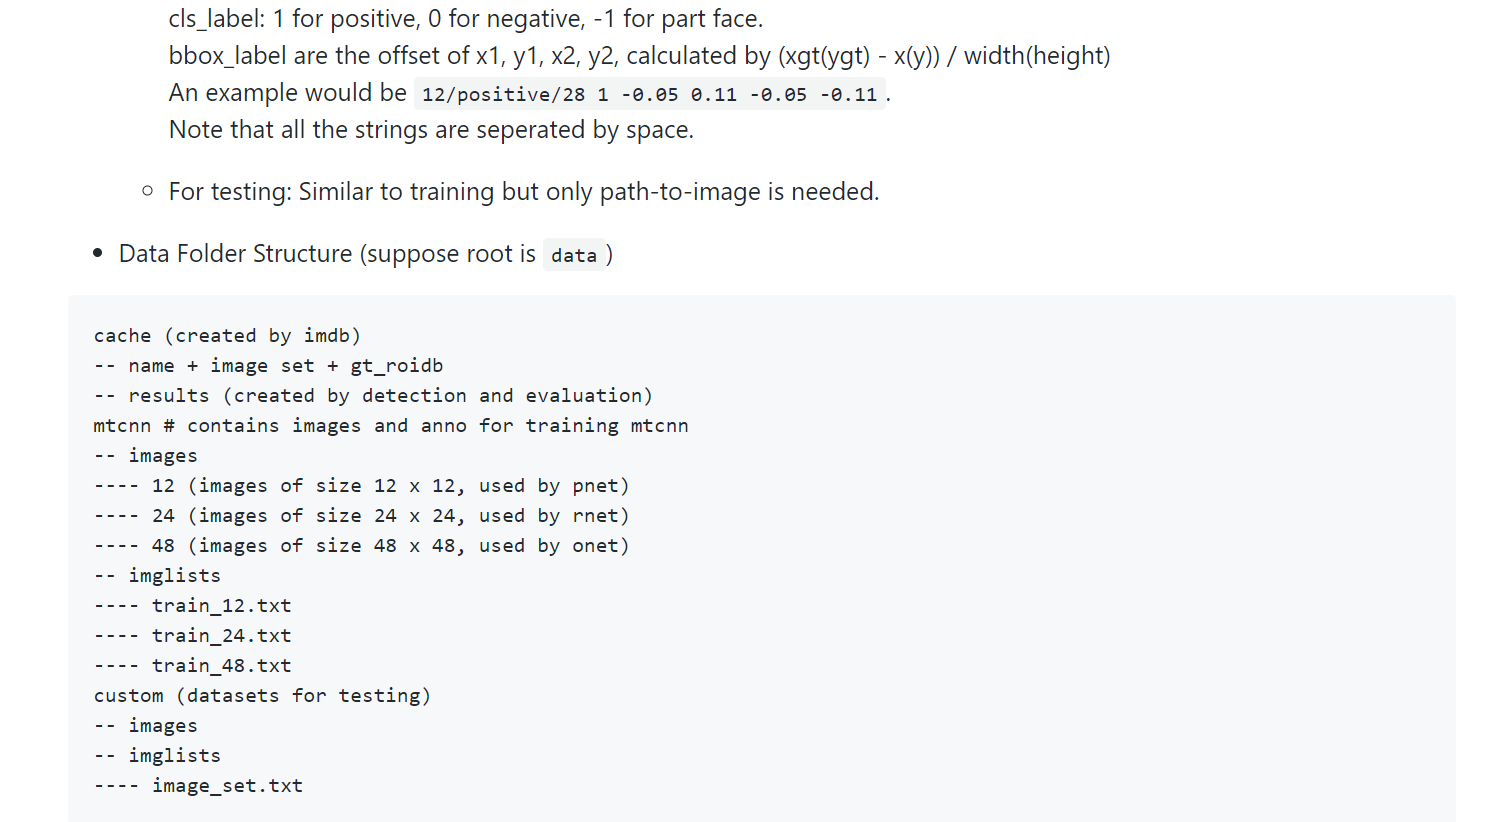 cls_label: 1 for positive, 0 for negative, -1 for part face.
bbox_label are the offset of x1, y1, x2, y2, calculated by (xgt(ygt) - x(y)) / width(height)
An example would be 12/positive/28 1 -0.05 0.11 -0.05 -0.11 .
Note that all the strings are seperated by space.
○ For testing: Similar to training but only path-to-image is needed.
• Data Folder Structure (suppose root is data )
cache (created by imdb)
-- name + image set + gt_roidb
-- results (created by detection and evaluation)
mtcnn # contains images and anno for training mtcnn
-- images
---- 12 (images of size 12 x 12, used by pnet)
---- 24 (images of size 24 x 24, used by rnet)
---- 48 (images of size 48 x 48, used by onet)
-- imglists
---- train_12.txt
---- train_24.txt
---- train_48.txt
custom (datasets for testing)
-- images
-- imglists
---- image_set.txt